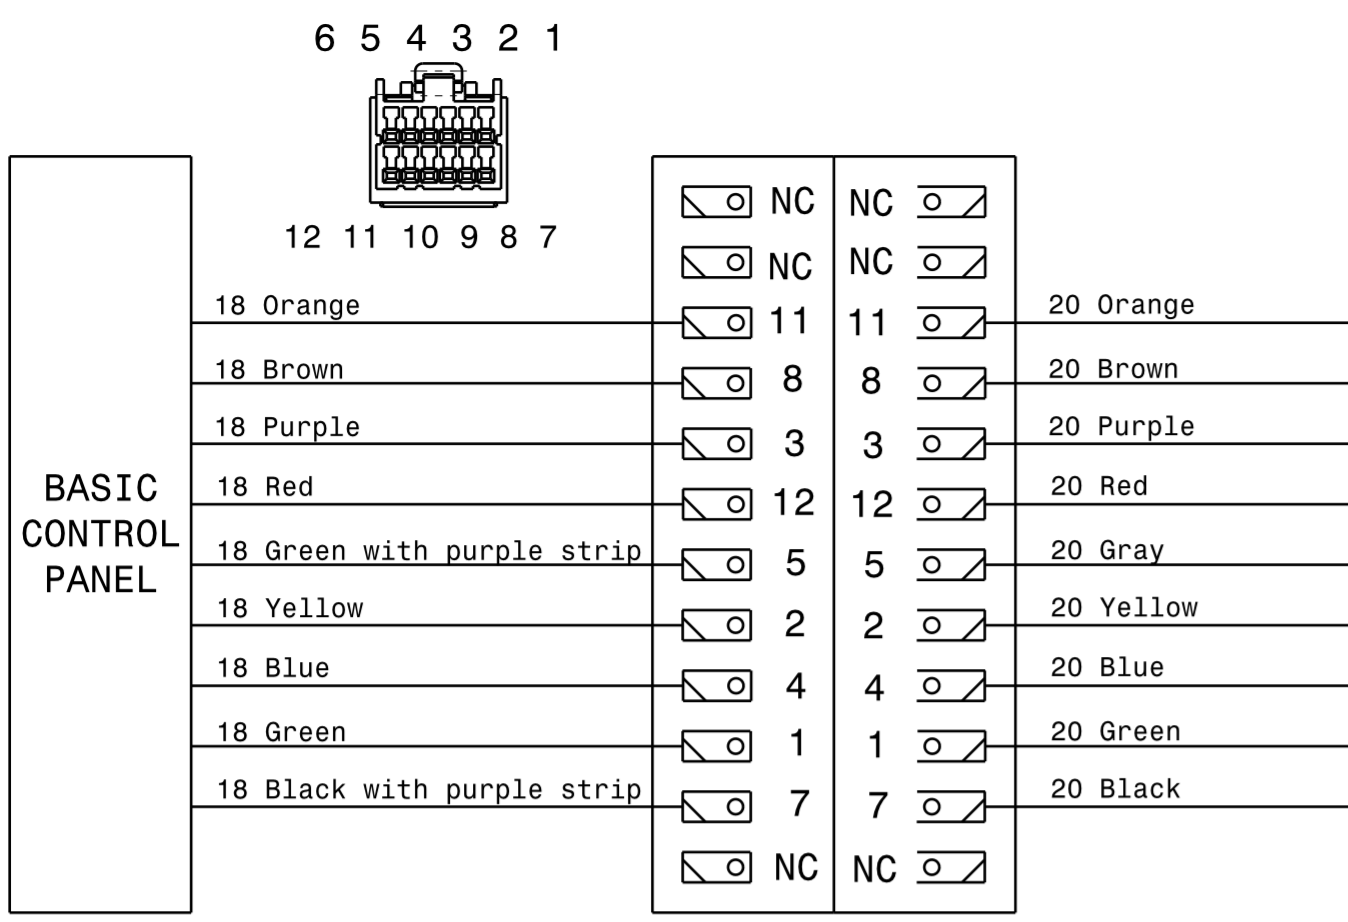 6 5 4 3 2 1
12 11 10 9 8 7
NC NC
NC NC
18 Orange 11 11 20 Orange
18 Brown 8 8 20 Brown
18 Purple 3 3 20 Purple
18 Red 12 12 20 Red
BASIC
CONTROL
PANEL
18 Green with purple strip 5 5 20 Gray
18 Yellow 2 2 20 Yellow
18 Blue 4 4 20 Blue
18 Green 1 1 20 Green
18 Black with purple strip 7 7 20 Black
NC NC